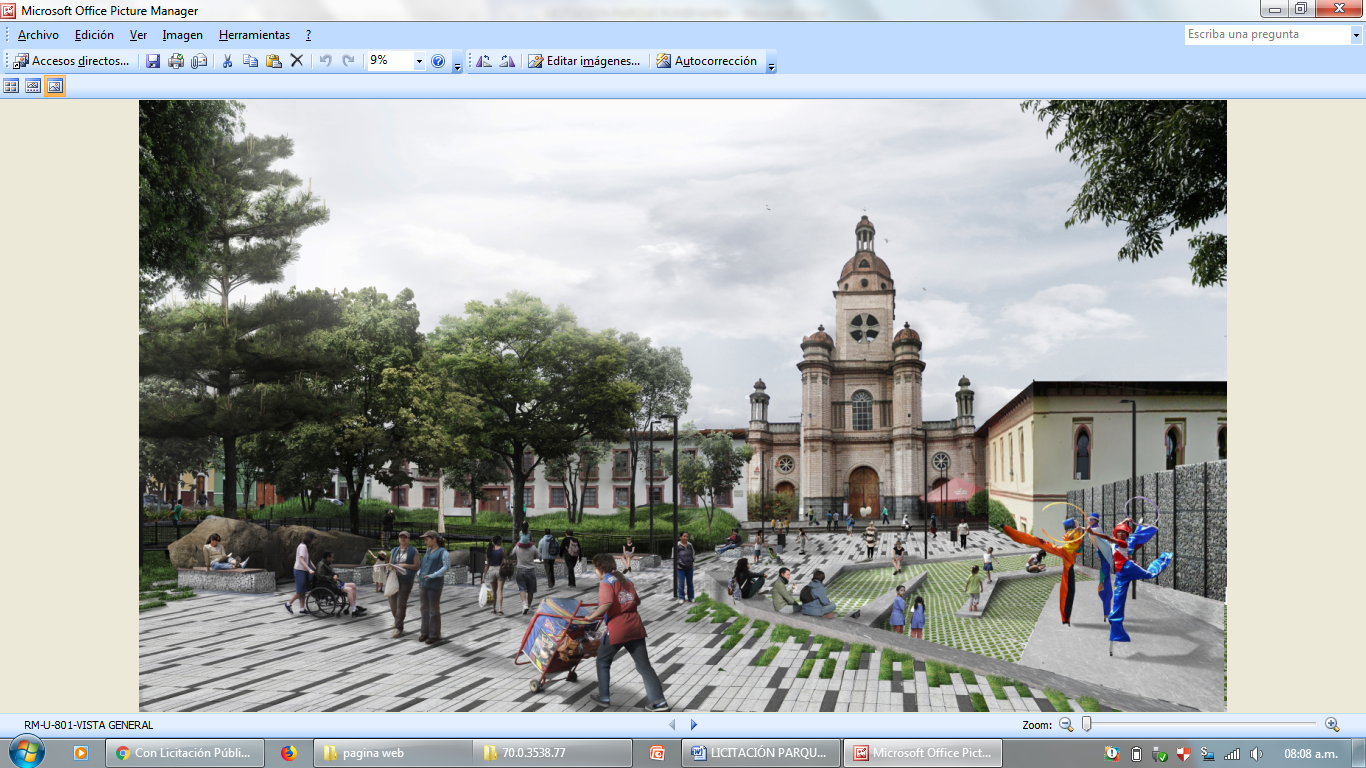 Microsoft Office Picture Manager
Archivo Edición Ver Imagen Herramientas ?
Escriba una pregunta
Accesos directos... 9% Editar imágenes... Autocorrección
RM-U-801-VISTA GENERAL
Zoom:
Con Licitación Públi... pagina web 70.0.3538.77 LICITACIÓN PARQU... Microsoft Office Pict... 08:08 a.m.